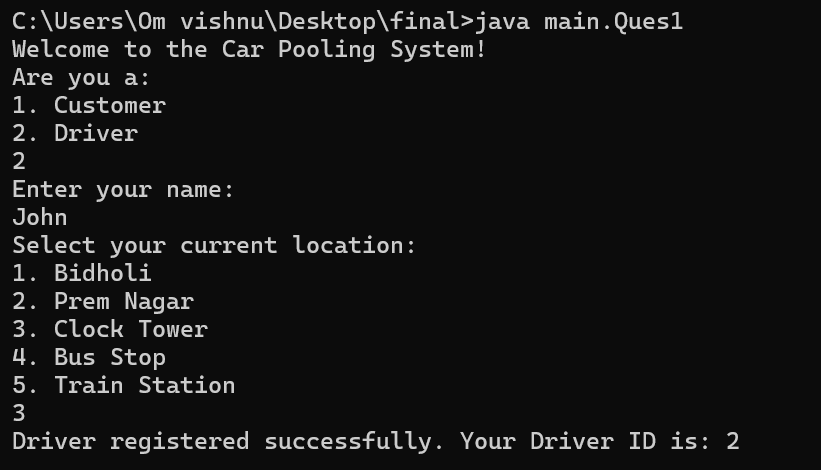 C:\Users\Om vishnu\Desktop\final>java main.Ques1
Welcome to the Car Pooling System!
Are you a:
1. Customer
2. Driver
2
Enter your name:
John
Select your current location:
1. Bidholi
2. Prem Nagar
3. Clock Tower
4. Bus Stop
5. Train Station
3
Driver registered successfully. Your Driver ID is: 2